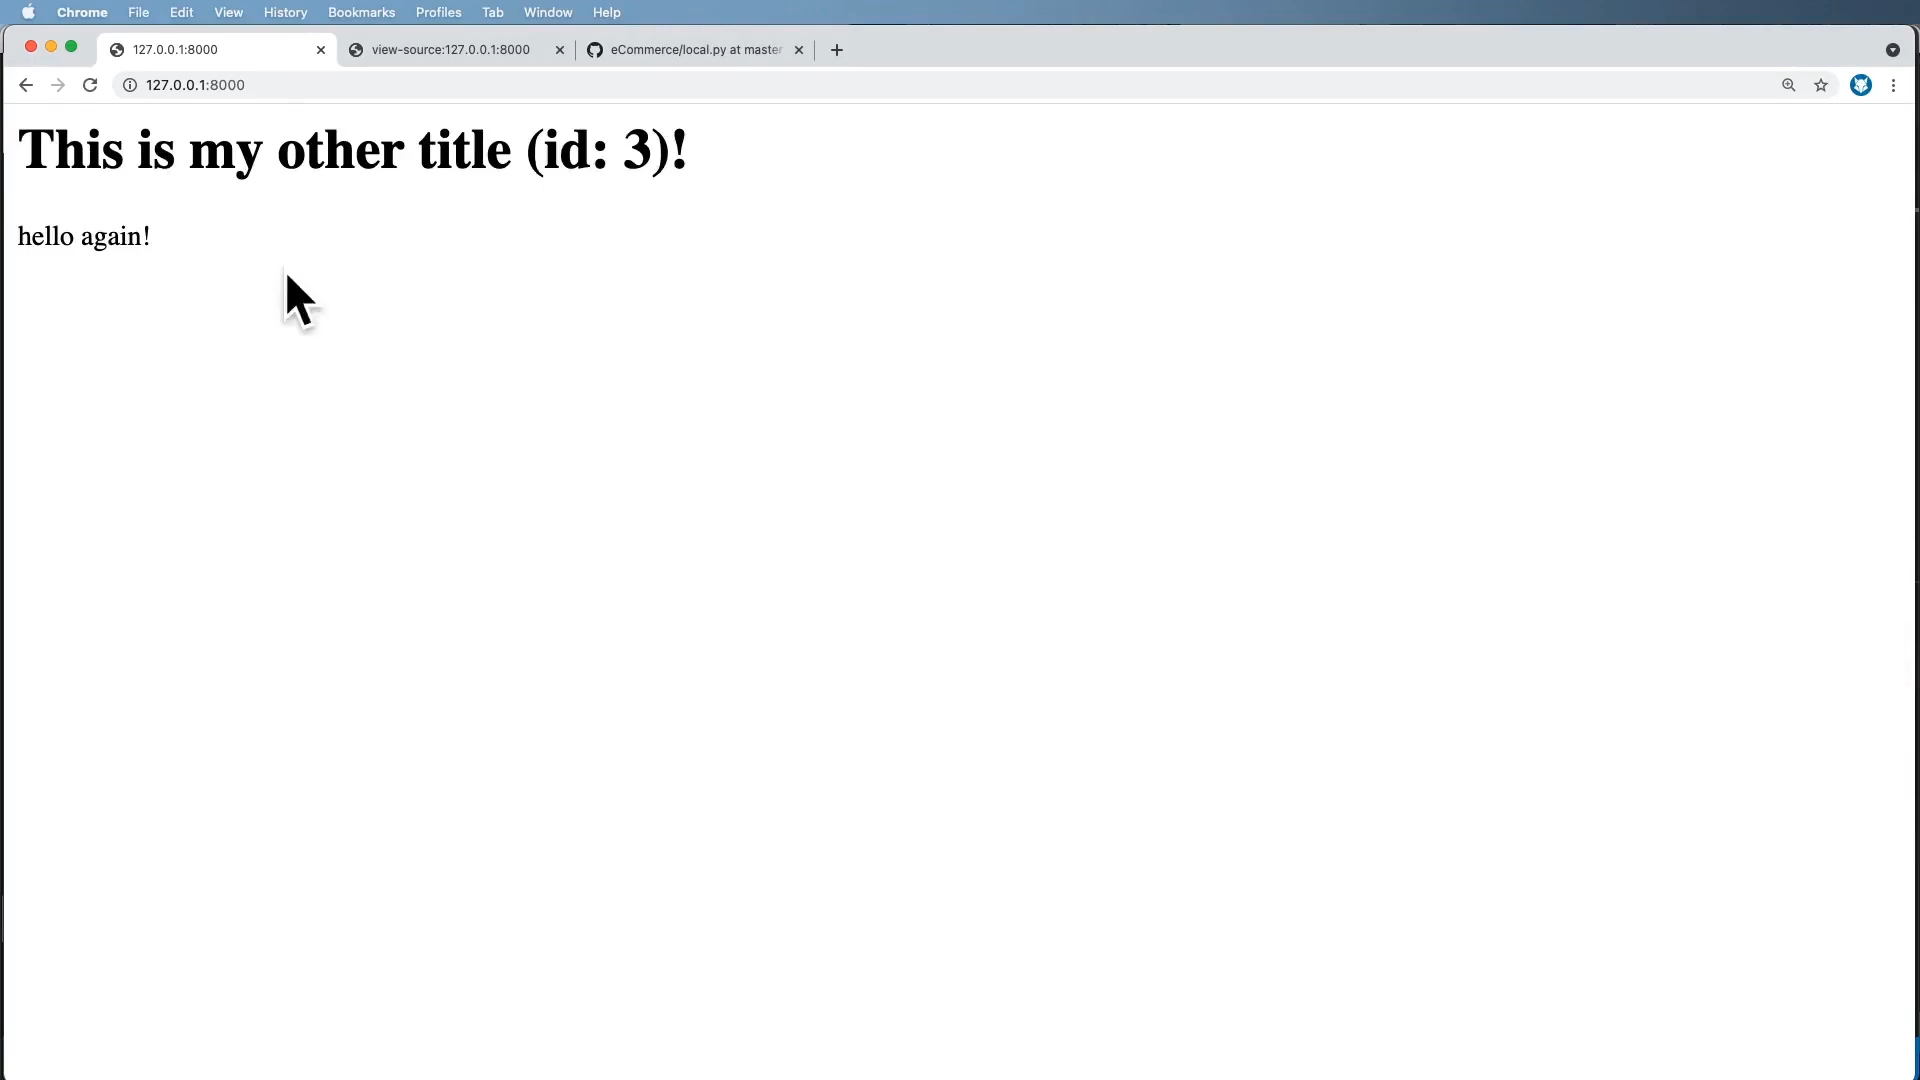 Chrome File Edit View History Bookmarks Profiles Tab Window Help
127.0.0.1:8000 view-source:127.0.0.1:8000 eCommerce/local.py at master
127.0.0.1:8000
This is my other title (id: 3)!
hello again!